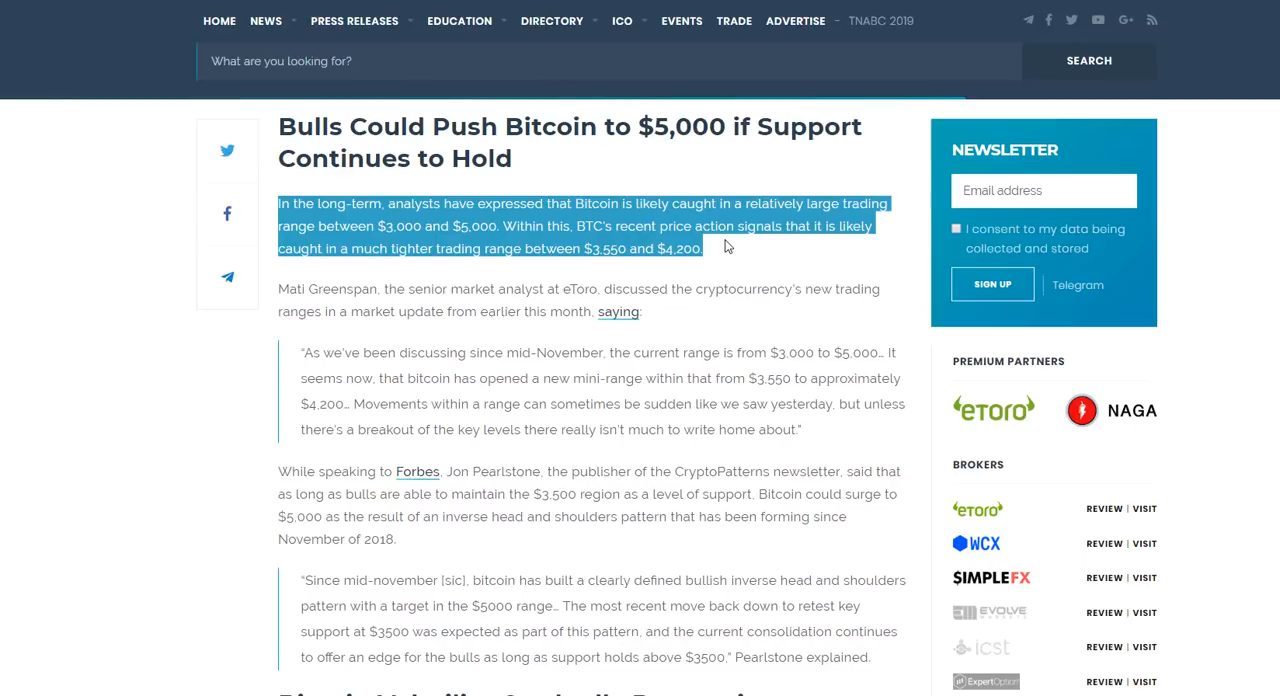 HOME NEWS PRESS RELEASES EDUCATION DIRECTORY ICO EVENTS TRADE ADVERTISE – TNABC 2019
What are you looking for?
SEARCH
Bulls Could Push Bitcoin to $5,000 if Support
Continues to Hold
In the long-term, analysts have expressed that Bitcoin is likely caught in a relatively large trading
range between $3,000 and $5,000. Within this, BTC's recent price action signals that it is likely
caught in a much tighter trading range between $3,550 and $4,200.
Mati Greenspan, the senior market analyst at eToro, discussed the cryptocurrency's new trading
ranges in a market update from earlier this month, saying:
“As we've been discussing since mid-November, the current range is from $3,000 to $5,000… It
seems now, that bitcoin has opened a new mini-range within that from $3,550 to approximately
$4,200… Movements within a range can sometimes be sudden like we saw yesterday, but unless
there's a breakout of the key levels there really isn't much to write home about.”
While speaking to Forbes, Jon Pearlstone, the publisher of the CryptoPatterns newsletter, said that
as long as bulls are able to maintain the $3,500 region as a level of support, Bitcoin could surge to
$5,000 as the result of an inverse head and shoulders pattern that has been forming since
November of 2018.
“Since mid-november [sic], bitcoin has built a clearly defined bullish inverse head and shoulders
pattern with a target in the $5000 range… The most recent move back down to retest key
support at $3500 was expected as part of this pattern, and the current consolidation continues
to offer an edge for the bulls as long as support holds above $3500,” Pearlstone explained.
NEWSLETTER
Email address
I consent to my data being
collected and stored
SIGN UP
Telegram
PREMIUM PARTNERS
eToro
NAGA
BROKERS
eToro REVIEW | VISIT
WCX REVIEW | VISIT
SIMPLEFX REVIEW | VISIT
EVOLVE MARKETS REVIEW | VISIT
icst REVIEW | VISIT
ExpertOption REVIEW | VISIT